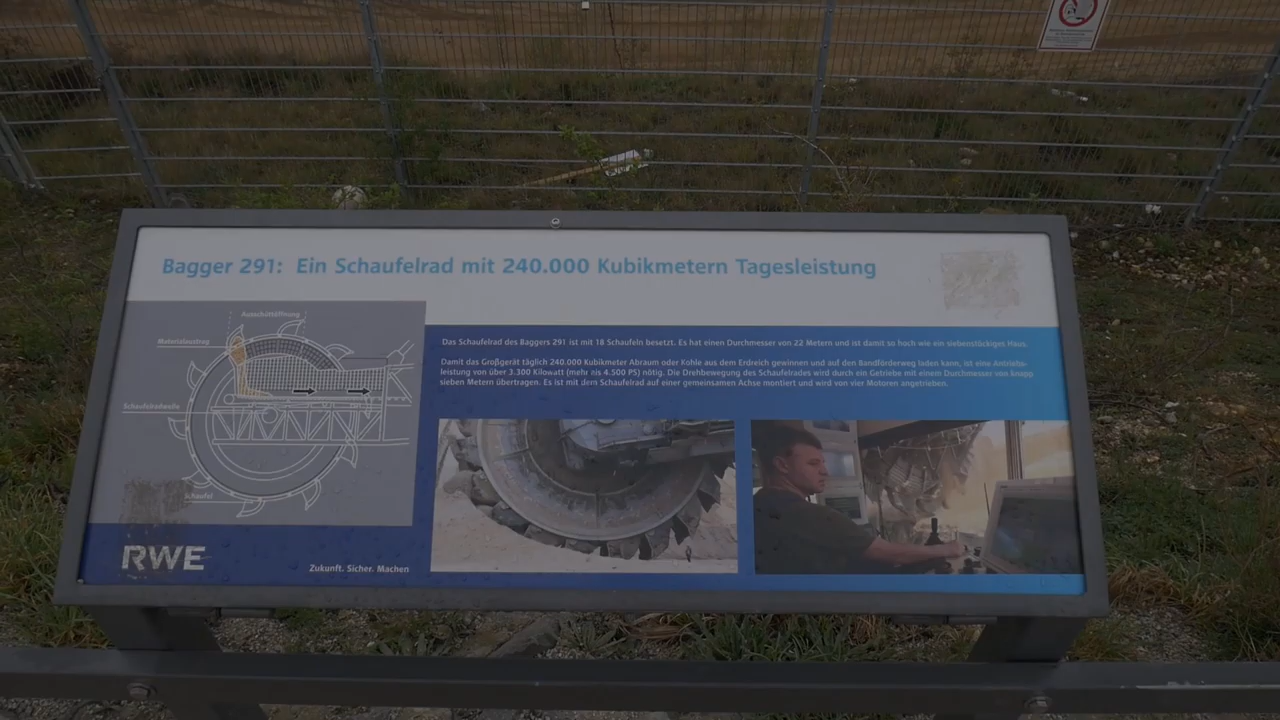 Bagger 291: Ein Schaufelrad mit 240.000 Kubikmetern Tagesleistung
Ausschüttöffnung
Materialaustrag
Schaufelradwelle
Schaufel
Das Schaufelrad des Baggers 291 ist mit 18 Schaufeln besetzt. Es hat einen Durchmesser von 22 Metern und ist damit so hoch wie ein siebenstöckiges Haus.
Damit das Großgerät täglich 240.000 Kubikmeter Abraum oder Kohle aus dem Erdreich gewinnen und auf den Bandförderweg laden kann, ist eine Antriebs-
leistung von über 3.300 Kilowatt (mehr als 4.500 PS) nötig. Die Drehbewegung des Schaufelrades wird durch ein Getriebe mit einem Durchmesser von knapp
sieben Metern übertragen. Es ist mit dem Schaufelrad auf einer gemeinsamen Achse montiert und wird von vier Motoren angetrieben.
RWE
Zukunft. Sicher. Machen